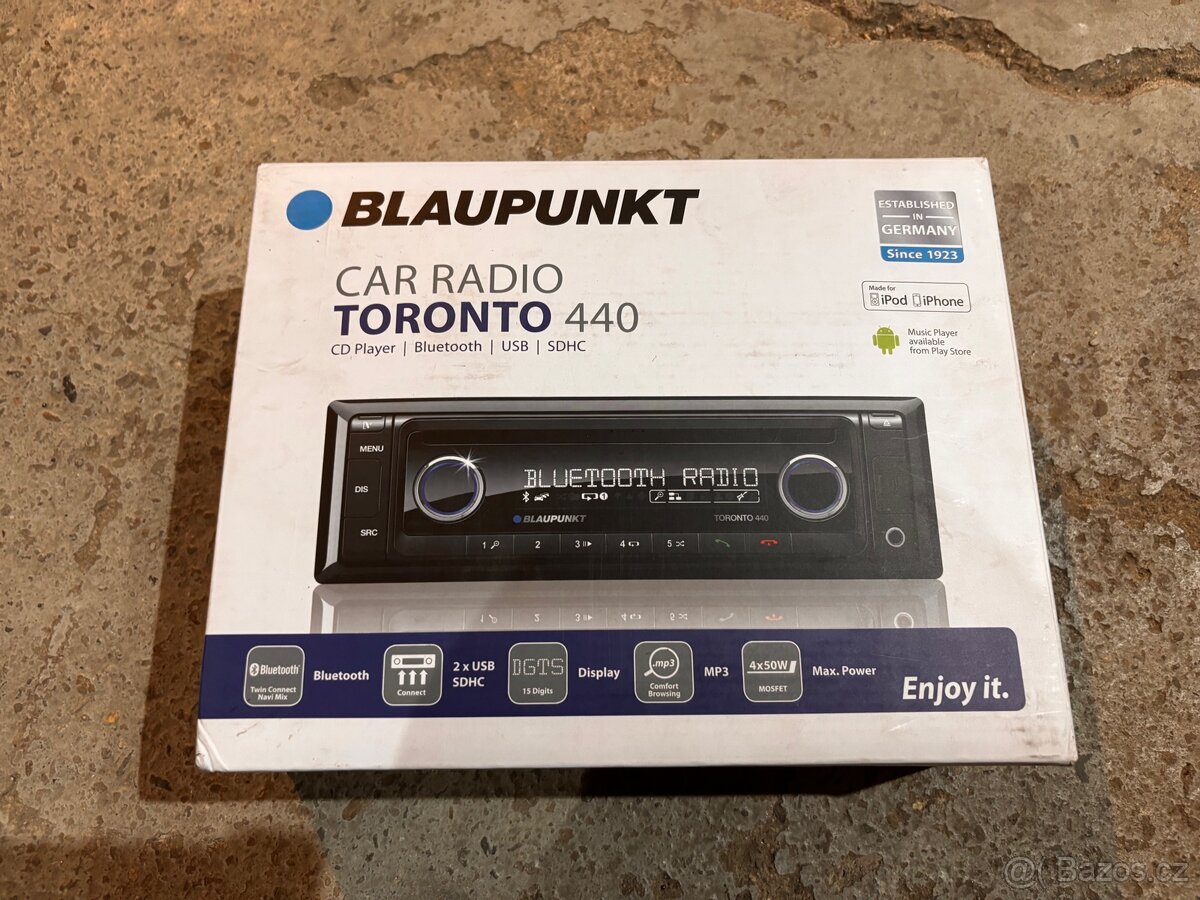 BLAUPUNKT
ESTABLISHED
IN
GERMANY
Since 1923
CAR RADIO
TORONTO 440
CD Player | Bluetooth | USB | SDHC
Made for
iPod iPhone
Music Player
available
from Play Store
MENU
DIS
SRC
BLUETOOTH RADIO
BLAUPUNKT
TORONTO 440
1 2 3 4 5
Bluetooth
Twin Connect
Navi Mix
Bluetooth
Connect
2 x USB
SDHC
DGTS
15 Digits
Display
.mp3
Comfort
Browsing
MP3
4x50W
MOSFET
Max. Power
Enjoy it.
@ Bazos.cz